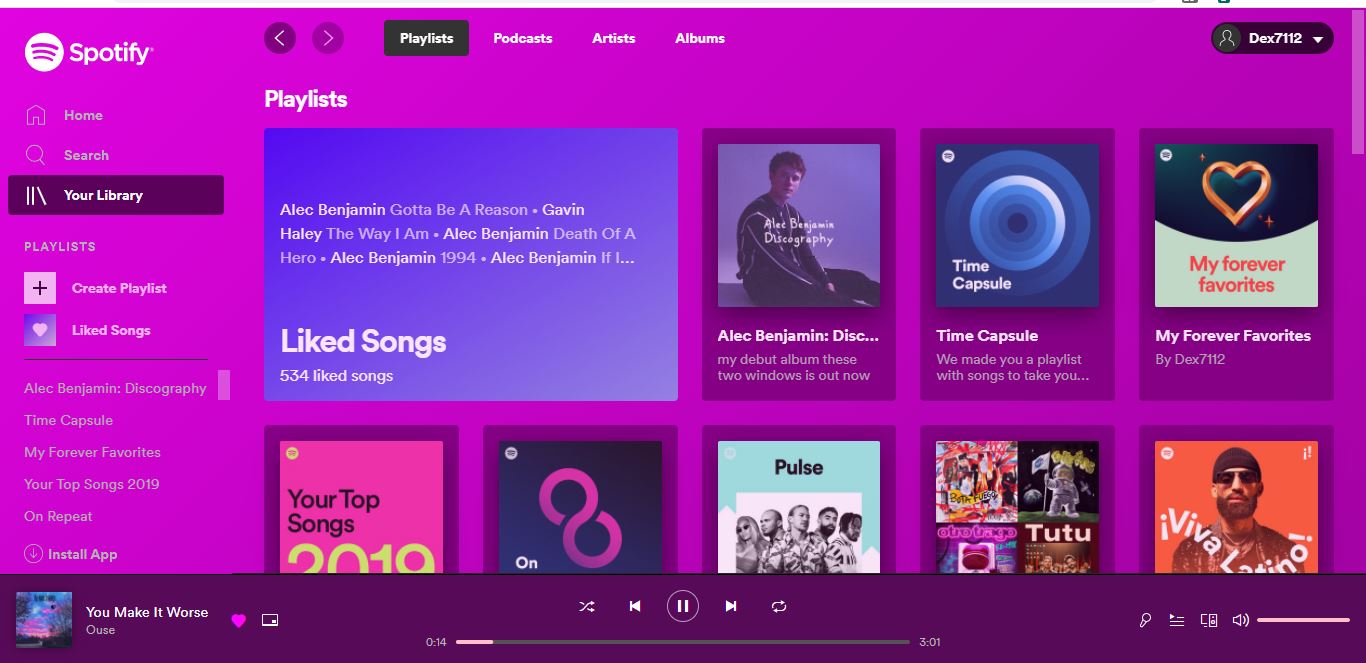 Spotify
Home
Search
Your Library
PLAYLISTS
Create Playlist
Liked Songs
Alec Benjamin: Discography
Time Capsule
My Forever Favorites
Your Top Songs 2019
On Repeat
Install App
Playlists Podcasts Artists Albums
Dex7112
Playlists
Alec Benjamin Gotta Be A Reason • Gavin
Haley The Way I Am • Alec Benjamin Death Of A
Hero • Alec Benjamin 1994 • Alec Benjamin If I...
Liked Songs
534 liked songs
Alec Benjamin
Discography
Alec Benjamin: Disc...
my debut album these
two windows is out now
Time
Capsule
Time Capsule
We made you a playlist
with songs to take you...
My forever
favorites
My Forever Favorites
By Dex7112
Your Top
Songs
2019
On
Pulse
BOTA FUEGO
otro trago
Tutu
¡!
¡Viva Latino!
You Make It Worse
Ouse
0:14
3:01